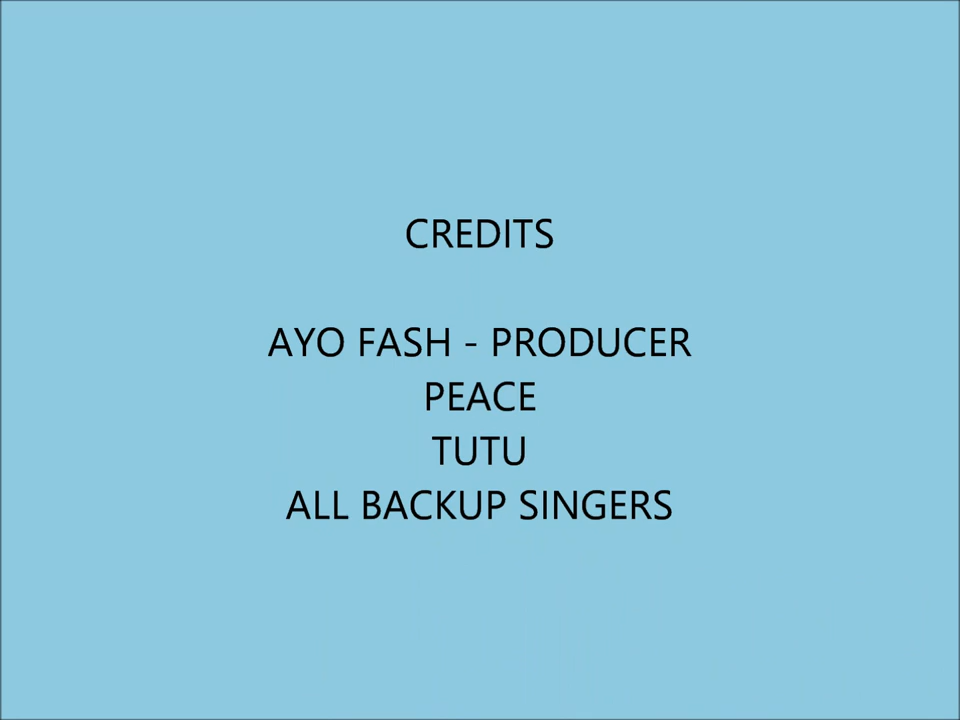 CREDITS
AYO FASH - PRODUCER
PEACE
TUTU
ALL BACKUP SINGERS